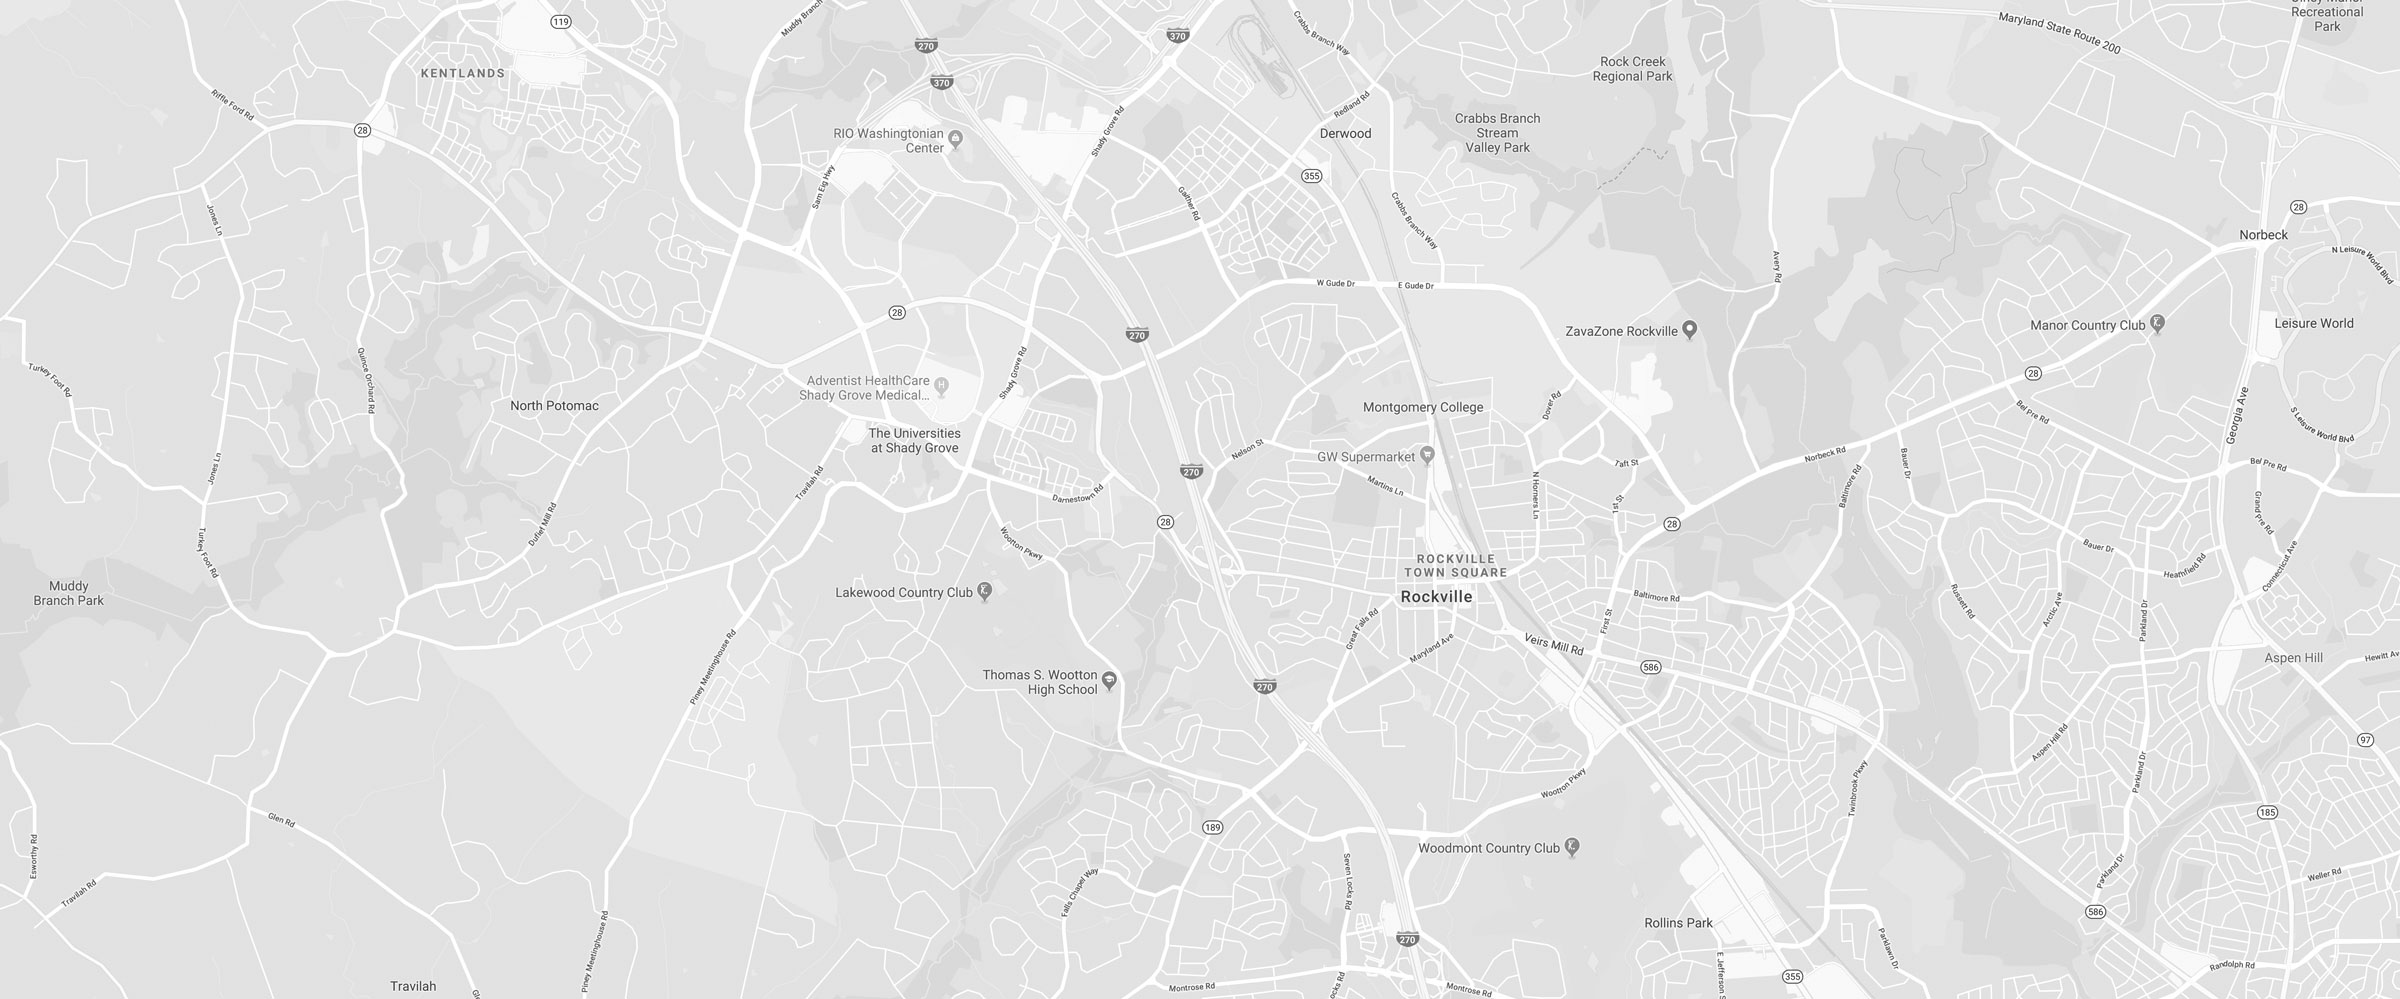 119
Muddy Branch
270
370
370
Crabbs Branch Way
Maryland State Route 200
Recreational
Park
KENTLANDS
Rock Creek
Regional Park
Riffle Ford Rd
28
RIO Washingtonian
Center
Shady Grove Rd
Redland Rd
Derwood
Crabbs Branch
Stream
Valley Park
355
Sam Eig Hwy
Gaither Rd
Jones Ln
Crabbs Branch Way
28
Norbeck
N Leisure World Blvd
Avery Rd
W Gude Dr
E Gude Dr
28
270
ZavaZone Rockville
Manor Country Club
Leisure World
Turkey Foot Rd
Quince Orchard Rd
Shady Grove Rd
28
Adventist HealthCare
Shady Grove Medical...
North Potomac
Montgomery College
Dover Rd
Bel Pre Rd
Georgia Ave
S Leisure World Blvd
The Universities
at Shady Grove
Nelson St
GW Supermarket
Taft St
Norbeck Rd
Bauer Dr
Bel Pre Rd
Jones Ln
270
Travilah Rd
Martins Ln
N Horners Ln
Baltimore Rd
Darnestown Rd
1st St
Grand Pre Rd
Dufief Mill Rd
28
28
Turkey Foot Rd
Wootton Pkwy
Bauer Dr
ROCKVILLE
TOWN SQUARE
Heathfield Rd
Connecticut Ave
Muddy
Branch Park
Lakewood Country Club
Rockville
Baltimore Rd
Russett Rd
Arctic Ave
Parkland Dr
First St
Great Falls Rd
Maryland Ave
Veirs Mill Rd
586
Aspen Hill
Hewitt Av
Piney Meetinghouse Rd
Thomas S. Wootton
High School
270
Aspen Hill Rd
97
Parkland Dr
Wootton Pkwy
Twinbrook Pkwy
Glen Rd
189
185
Esworthy Rd
Woodmont Country Club
Seven Locks Rd
Parkland Dr
Weller Rd
Travilah Rd
Falls Chapel Way
586
Rollins Park
270
Piney Meetinghouse Rd
Parklawn Dr
Randolph Rd
E Jefferson S
355
Travilah
Gl
Montrose Rd
ocks Rd
Montrose Rd